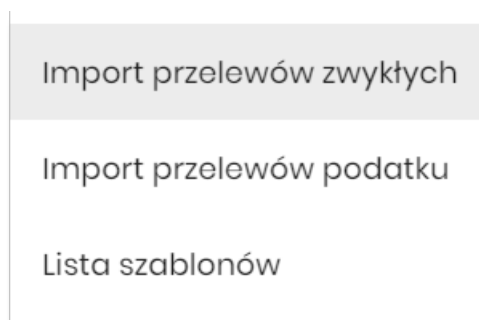 Import przelewów zwykłych
Import przelewów podatku
Lista szablonów